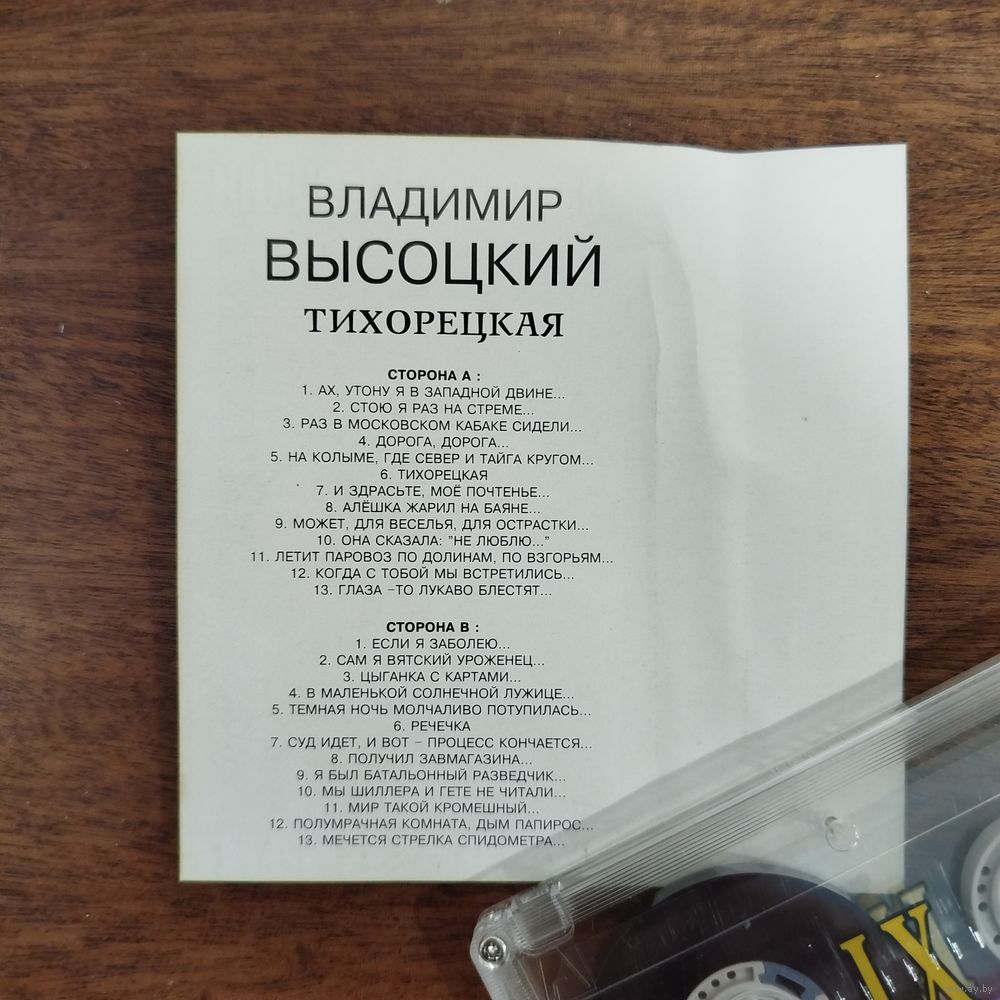 ВЛАДИМИР
ВЫСОЦКИЙ
ТИХОРЕЦКАЯ
СТОРОНА А :
1. АХ, УТОНУ Я В ЗАПАДНОЙ ДВИНЕ...
2. СТОЮ Я РАЗ НА СТРЕМЕ...
3. РАЗ В МОСКОВСКОМ КАБАКЕ СИДЕЛИ...
4. ДОРОГА, ДОРОГА...
5. НА КОЛЫМЕ, ГДЕ СЕВЕР И ТАЙГА КРУГОМ...
6. ТИХОРЕЦКАЯ
7. И ЗДРАСЬТЕ, МОЁ ПОЧТЕНЬЕ...
8. АЛЁШКА ЖАРИЛ НА БАЯНЕ...
9. МОЖЕТ, ДЛЯ ВЕСЕЛЬЯ, ДЛЯ ОСТРАСТКИ...
10. ОНА СКАЗАЛА: "НЕ ЛЮБЛЮ..."
11. ЛЕТИТ ПАРОВОЗ ПО ДОЛИНАМ, ПО ВЗГОРЬЯМ...
12. КОГДА С ТОБОЙ МЫ ВСТРЕТИЛИСЬ...
13. ГЛАЗА –ТО ЛУКАВО БЛЕСТЯТ...
СТОРОНА В :
1. ЕСЛИ Я ЗАБОЛЕЮ...
2. САМ Я ВЯТСКИЙ УРОЖЕНЕЦ...
3. ЦЫГАНКА С КАРТАМИ...
4. В МАЛЕНЬКОЙ СОЛНЕЧНОЙ ЛУЖИЦЕ...
5. ТЕМНАЯ НОЧЬ МОЛЧАЛИВО ПОТУПИЛАСЬ...
6. РЕЧЕЧКА
7. СУД ИДЕТ, И ВОТ – ПРОЦЕСС КОНЧАЕТСЯ...
8. ПОЛУЧИЛ ЗАВМАГАЗИНА...
9. Я БЫЛ БАТАЛЬОННЫЙ РАЗВЕДЧИК...
10. МЫ ШИЛЛЕРА И ГЕТЕ НЕ ЧИТАЛИ...
11. МИР ТАКОЙ КРОМЕШНЫЙ...
12. ПОЛУМРАЧНАЯ КОМНАТА, ДЫМ ПАПИРОС...
13. МЕЧЕТСЯ СТРЕЛКА СПИДОМЕТРА...